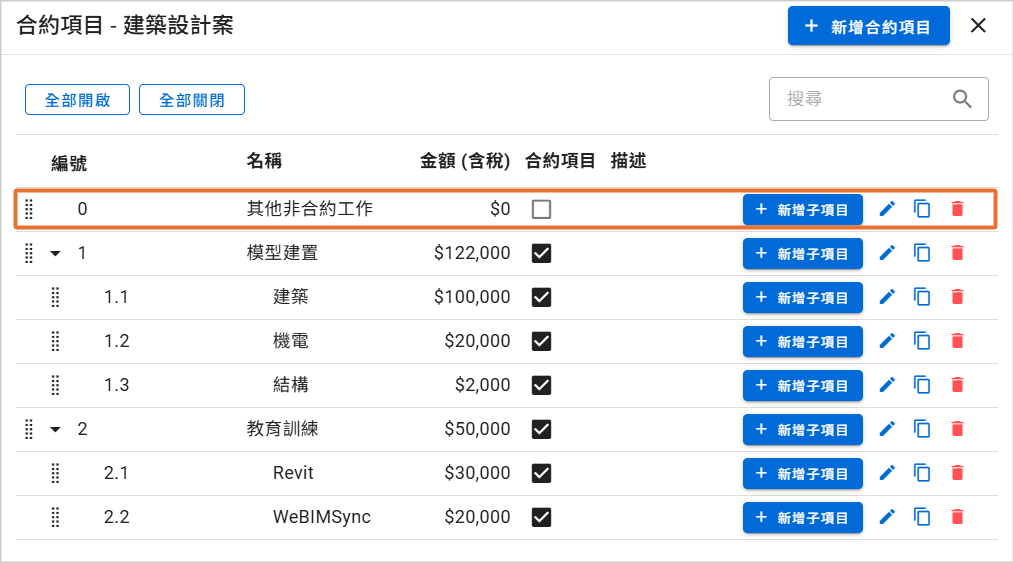 合約項目 - 建築設計案 + 新增合約項目
全部開啟 全部關閉 搜尋
編號 名稱 金額 (含稅) 合約項目 描述
0 其他非合約工作 $0 + 新增子項目
1 模型建置 $122,000 + 新增子項目
1.1 建築 $100,000 + 新增子項目
1.2 機電 $20,000 + 新增子項目
1.3 結構 $2,000 + 新增子項目
2 教育訓練 $50,000 + 新增子項目
2.1 Revit $30,000 + 新增子項目
2.2 WeBIMSync $20,000 + 新增子項目